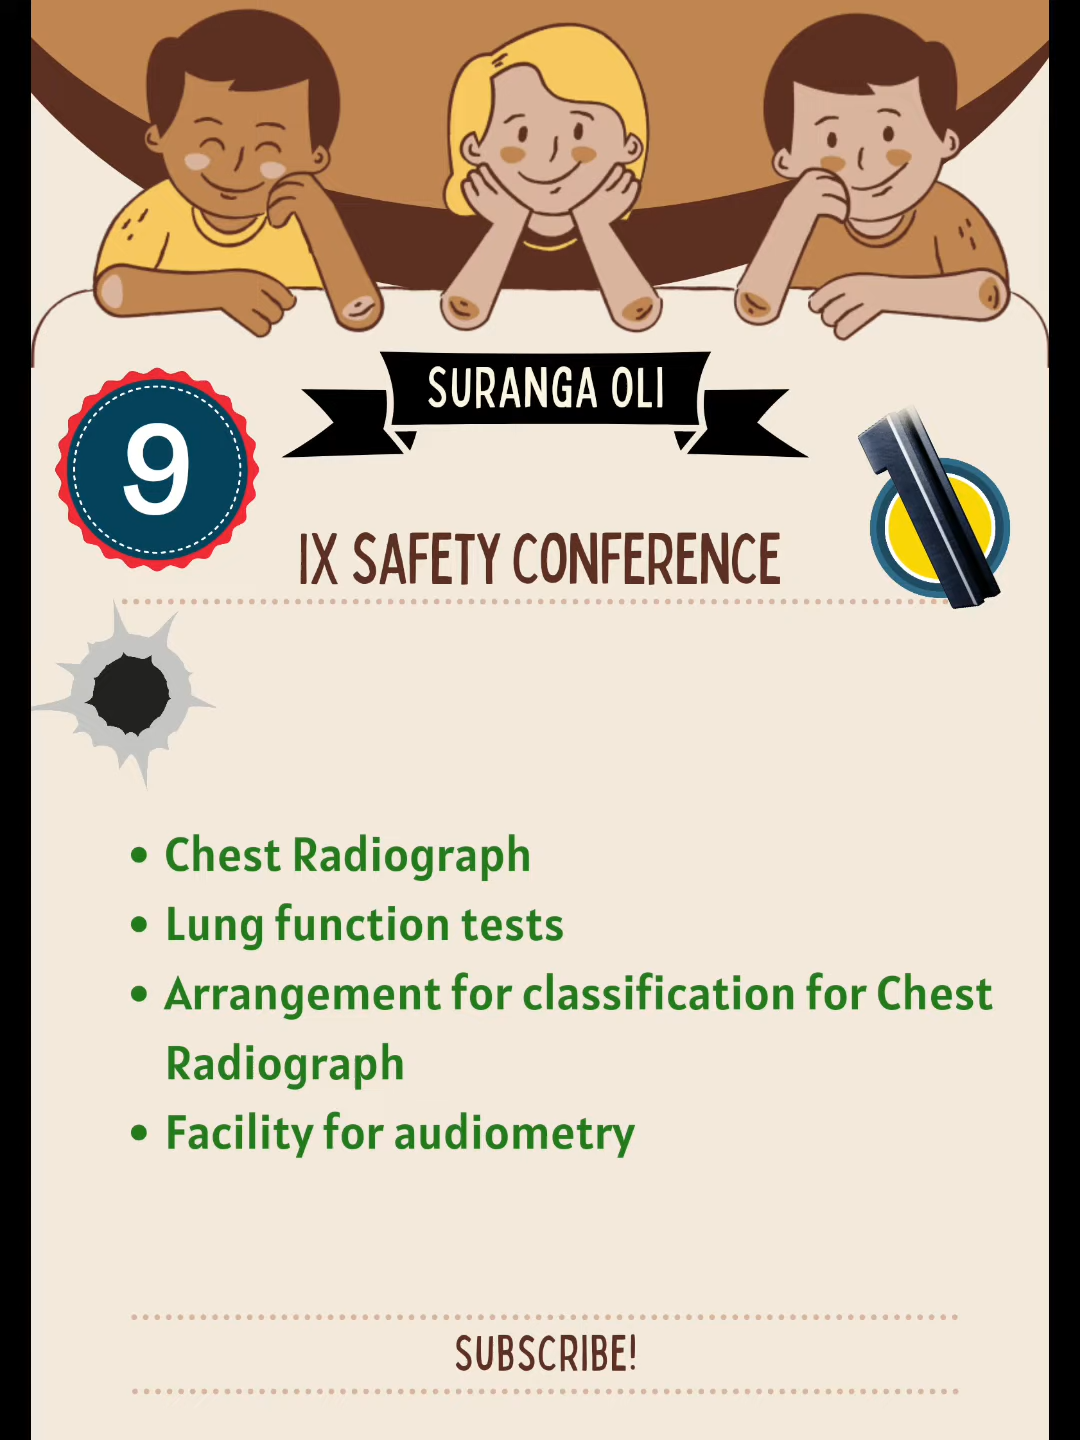 SURANGA OLI
9
1
IX SAFETY CONFERENCE
• Chest Radiograph
• Lung function tests
• Arrangement for classification for Chest
Radiograph
• Facility for audiometry
SUBSCRIBE!